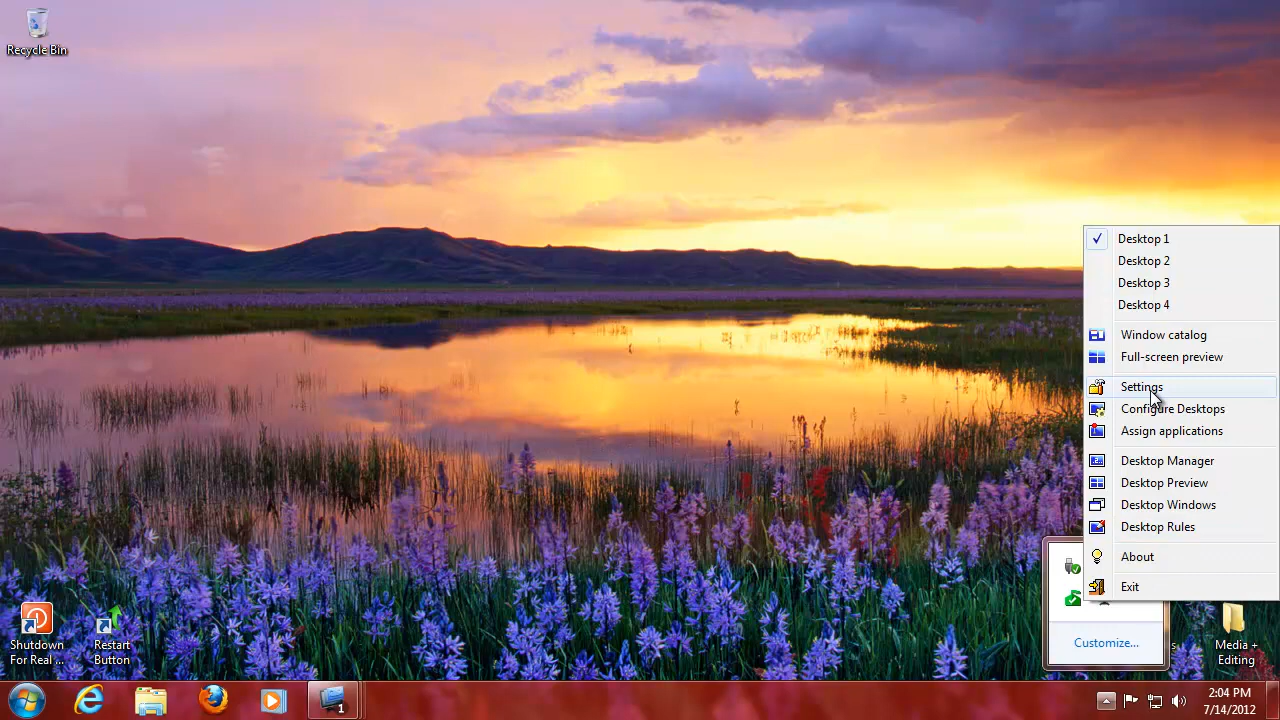 Recycle Bin
Desktop 1
Desktop 2
Desktop 3
Desktop 4
Window catalog
Full-screen preview
Settings
Configure Desktops
Assign applications
Desktop Manager
Desktop Preview
Desktop Windows
Desktop Rules
About
Exit
Customize...
Shutdown
For Real ...
Restart
Button
s
Media +
Editing
1
2:04 PM
7/14/2012